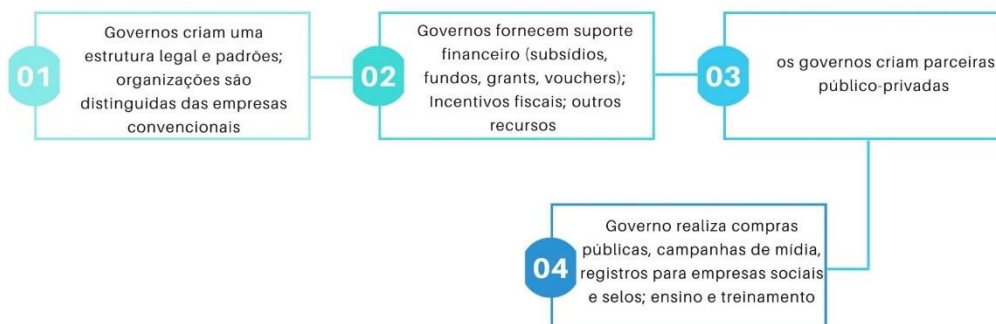 01
Governos criam uma
estrutura legal e padrões;
organizações são
distinguidas das empresas
convencionais
02
Governos fornecem suporte
financeiro (subsídios,
fundos, grants, vouchers);
Incentivos fiscais; outros
recursos
03
os governos criam parceiras
público-privadas
04
Governo realiza compras
públicas, campanhas de mídia,
registros para empresas sociais
e selos; ensino e treinamento